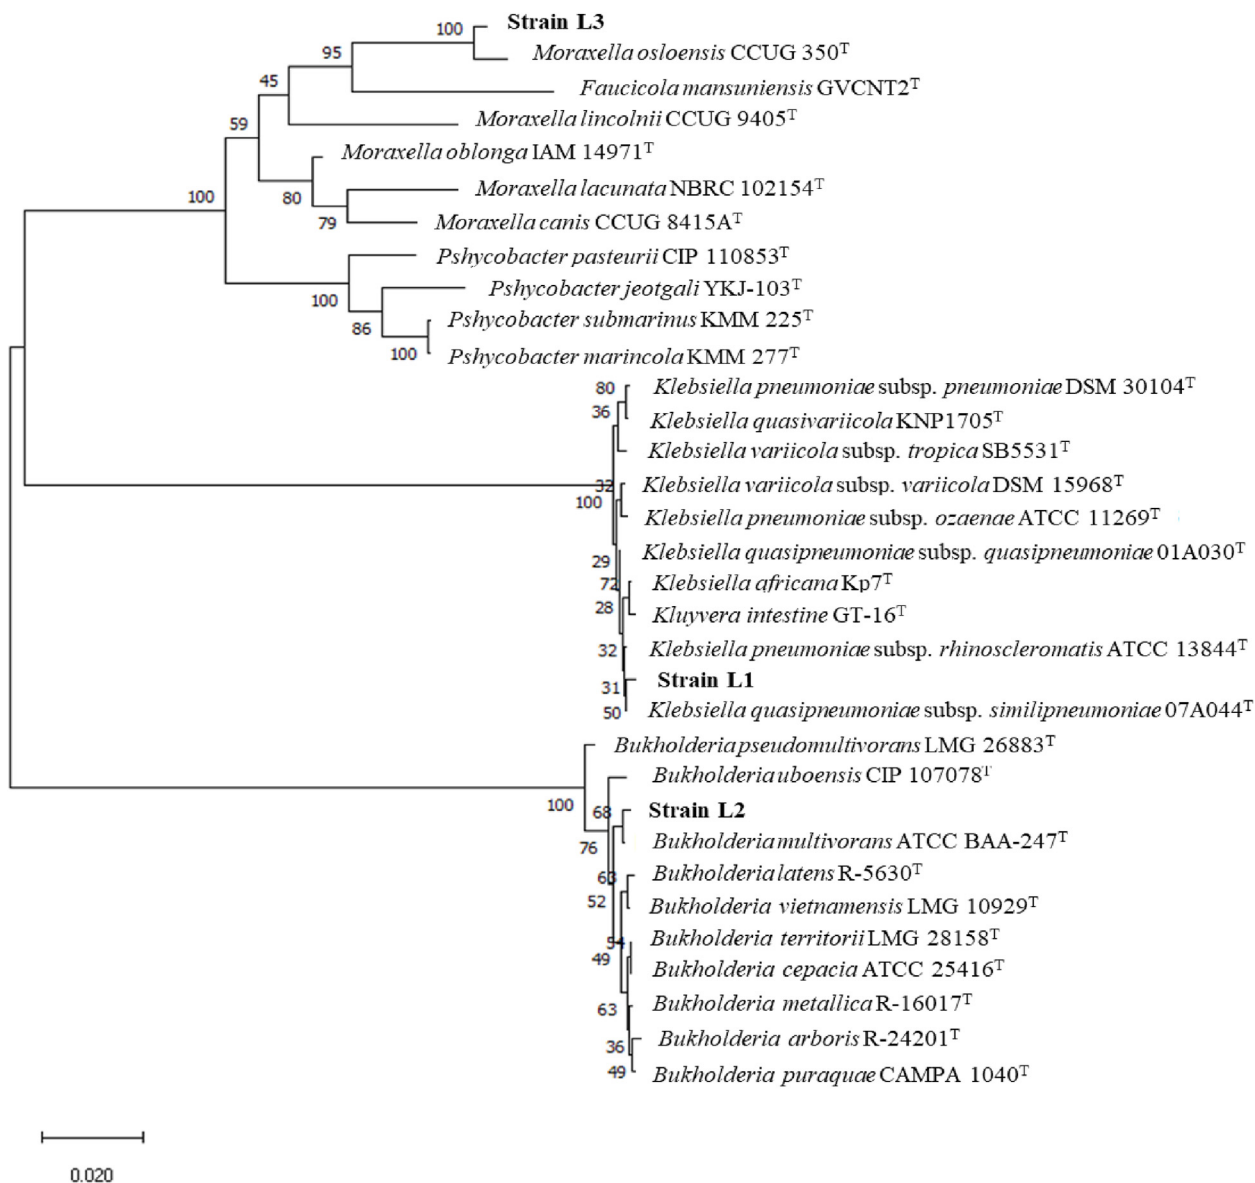 Strain L3
100
Moraxella osloensis CCUG 350T
95
45
Faucicola mansuniensis GVCNT2T
Moraxella lincolnii CCUG 9405T
59
Moraxella oblonga IAM 14971T
Moraxella lacunata NBRC 102154T
100
80
79
Moraxella canis CCUG 8415AT
Pshycobacter pasteurii CIP 110853T
Pshycobacter jeotgali YKJ-103T
100
Pshycobacter submarinus KMM 225T
86
100
Pshycobacter marincola KMM 277T
80
Klebsiella pneumoniae subsp. pneumoniae DSM 30104T
36
Klebsiella quasivariicola KNP1705T
Klebsiella variicola subsp. tropica SB5531T
32
Klebsiella variicola subsp. variicola DSM 15968T
100
Klebsiella pneumoniae subsp. ozaenae ATCC 11269T
Klebsiella quasipneumoniae subsp. quasipneumoniae 01A030T
29
72
Klebsiella africana Kp7T
28
Kluyvera intestine GT-16T
32
Klebsiella pneumoniae subsp. rhinoscleromatis ATCC 13844T
Strain L1
31
50
Klebsiella quasipneumoniae subsp. similipneumoniae 07A044T
Bukholderia pseudomultivorans LMG 26883T
Bukholderia uboensis CIP 107078T
100
68
Strain L2
76
Bukholderia multivorans ATCC BAA-247T
63
Bukholderia latens R-5630T
52
Bukholderia vietnamensis LMG 10929T
54
Bukholderia territorii LMG 28158T
49
Bukholderia cepacia ATCC 25416T
63
Bukholderia metallica R-16017T
36
Bukholderia arboris R-24201T
49
Bukholderia puraquae CAMPA 1040T
0.020